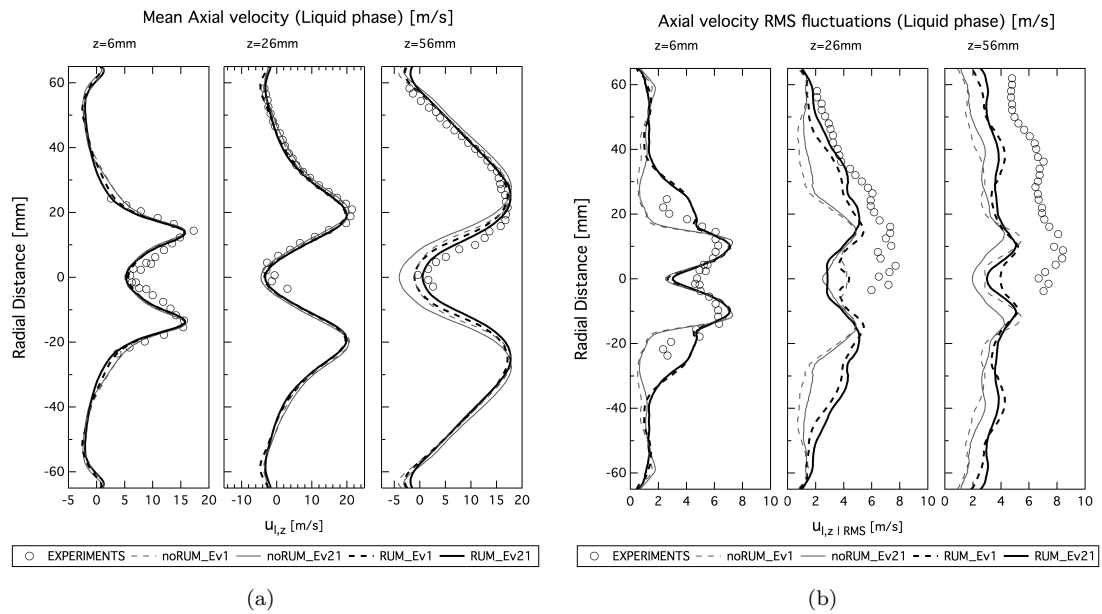 Mean Axial velocity (Liquid phase) [m/s]
z=6mm z=26mm z=56mm
Radial Distance [mm]
60
40
20
0
-20
-40
-60
-5 0 5 10 15 20
-10 0 10 20
-5 0 5 10 15 20
u l,z [m/s]
EXPERIMENTS noRUM_Ev1 noRUM_Ev21 RUM_Ev1 RUM_Ev21
(a)
Axial velocity RMS fluctuations (Liquid phase) [m/s]
z=6mm z=26mm z=56mm
Radial Distance [mm]
60
40
20
0
-20
-40
-60
0 2 4 6 8 10
0 2 4 6 8 10
0 2 4 6 8 10
u l,z | RMS [m/s]
EXPERIMENTS noRUM_Ev1 noRUM_Ev21 RUM_Ev1 RUM_Ev21
(b)